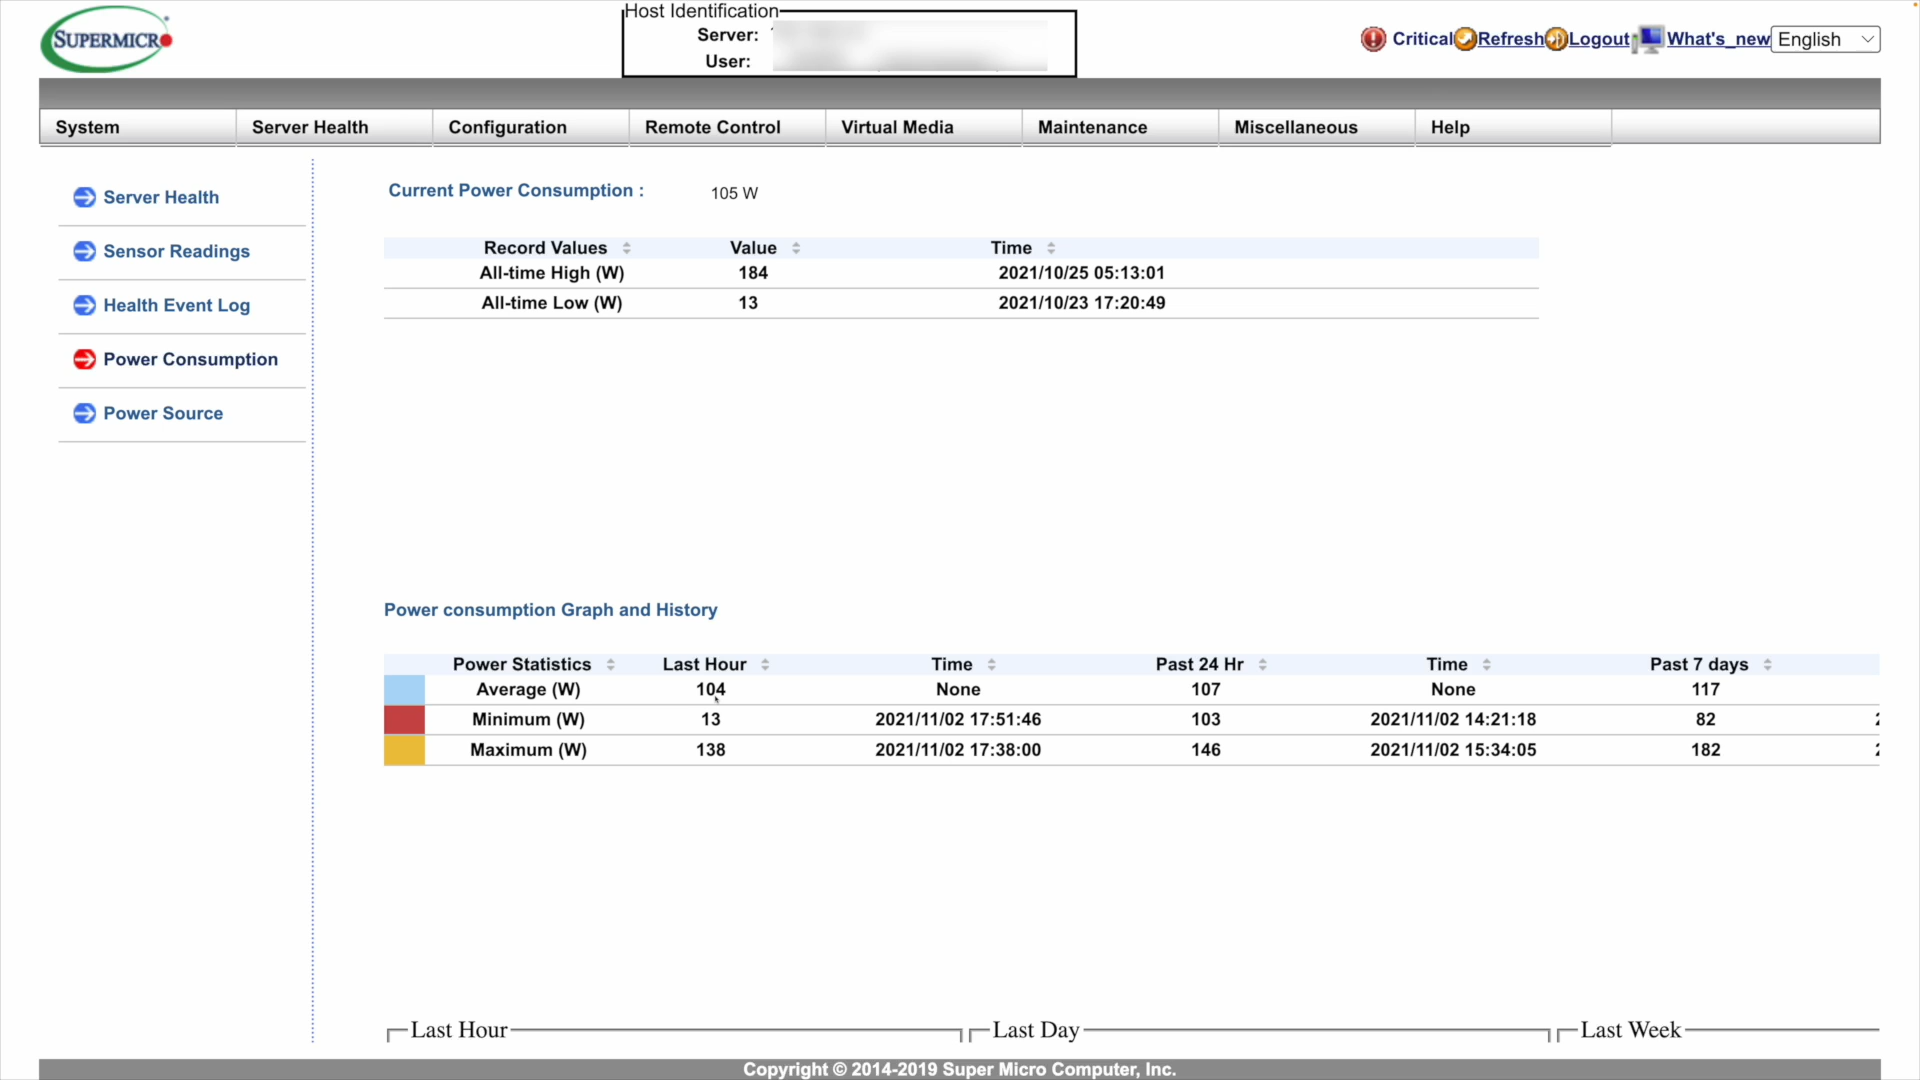 SUPERMICRO
Host Identification
Server:
User:
Critical Refresh Logout What's_new English
System Server Health Configuration Remote Control Virtual Media Maintenance Miscellaneous Help
Server Health
Sensor Readings
Health Event Log
Power Consumption
Power Source
Current Power Consumption : 105 W
Record Values Value Time
All-time High (W) 184 2021/10/25 05:13:01
All-time Low (W) 13 2021/10/23 17:20:49
Power consumption Graph and History
Power Statistics Last Hour Time Past 24 Hr Time Past 7 days
Average (W) 104 None 107 None 117
Minimum (W) 13 2021/11/02 17:51:46 103 2021/11/02 14:21:18 82
Maximum (W) 138 2021/11/02 17:38:00 146 2021/11/02 15:34:05 182
Last Hour Last Day Last Week
Copyright © 2014-2019 Super Micro Computer, Inc.